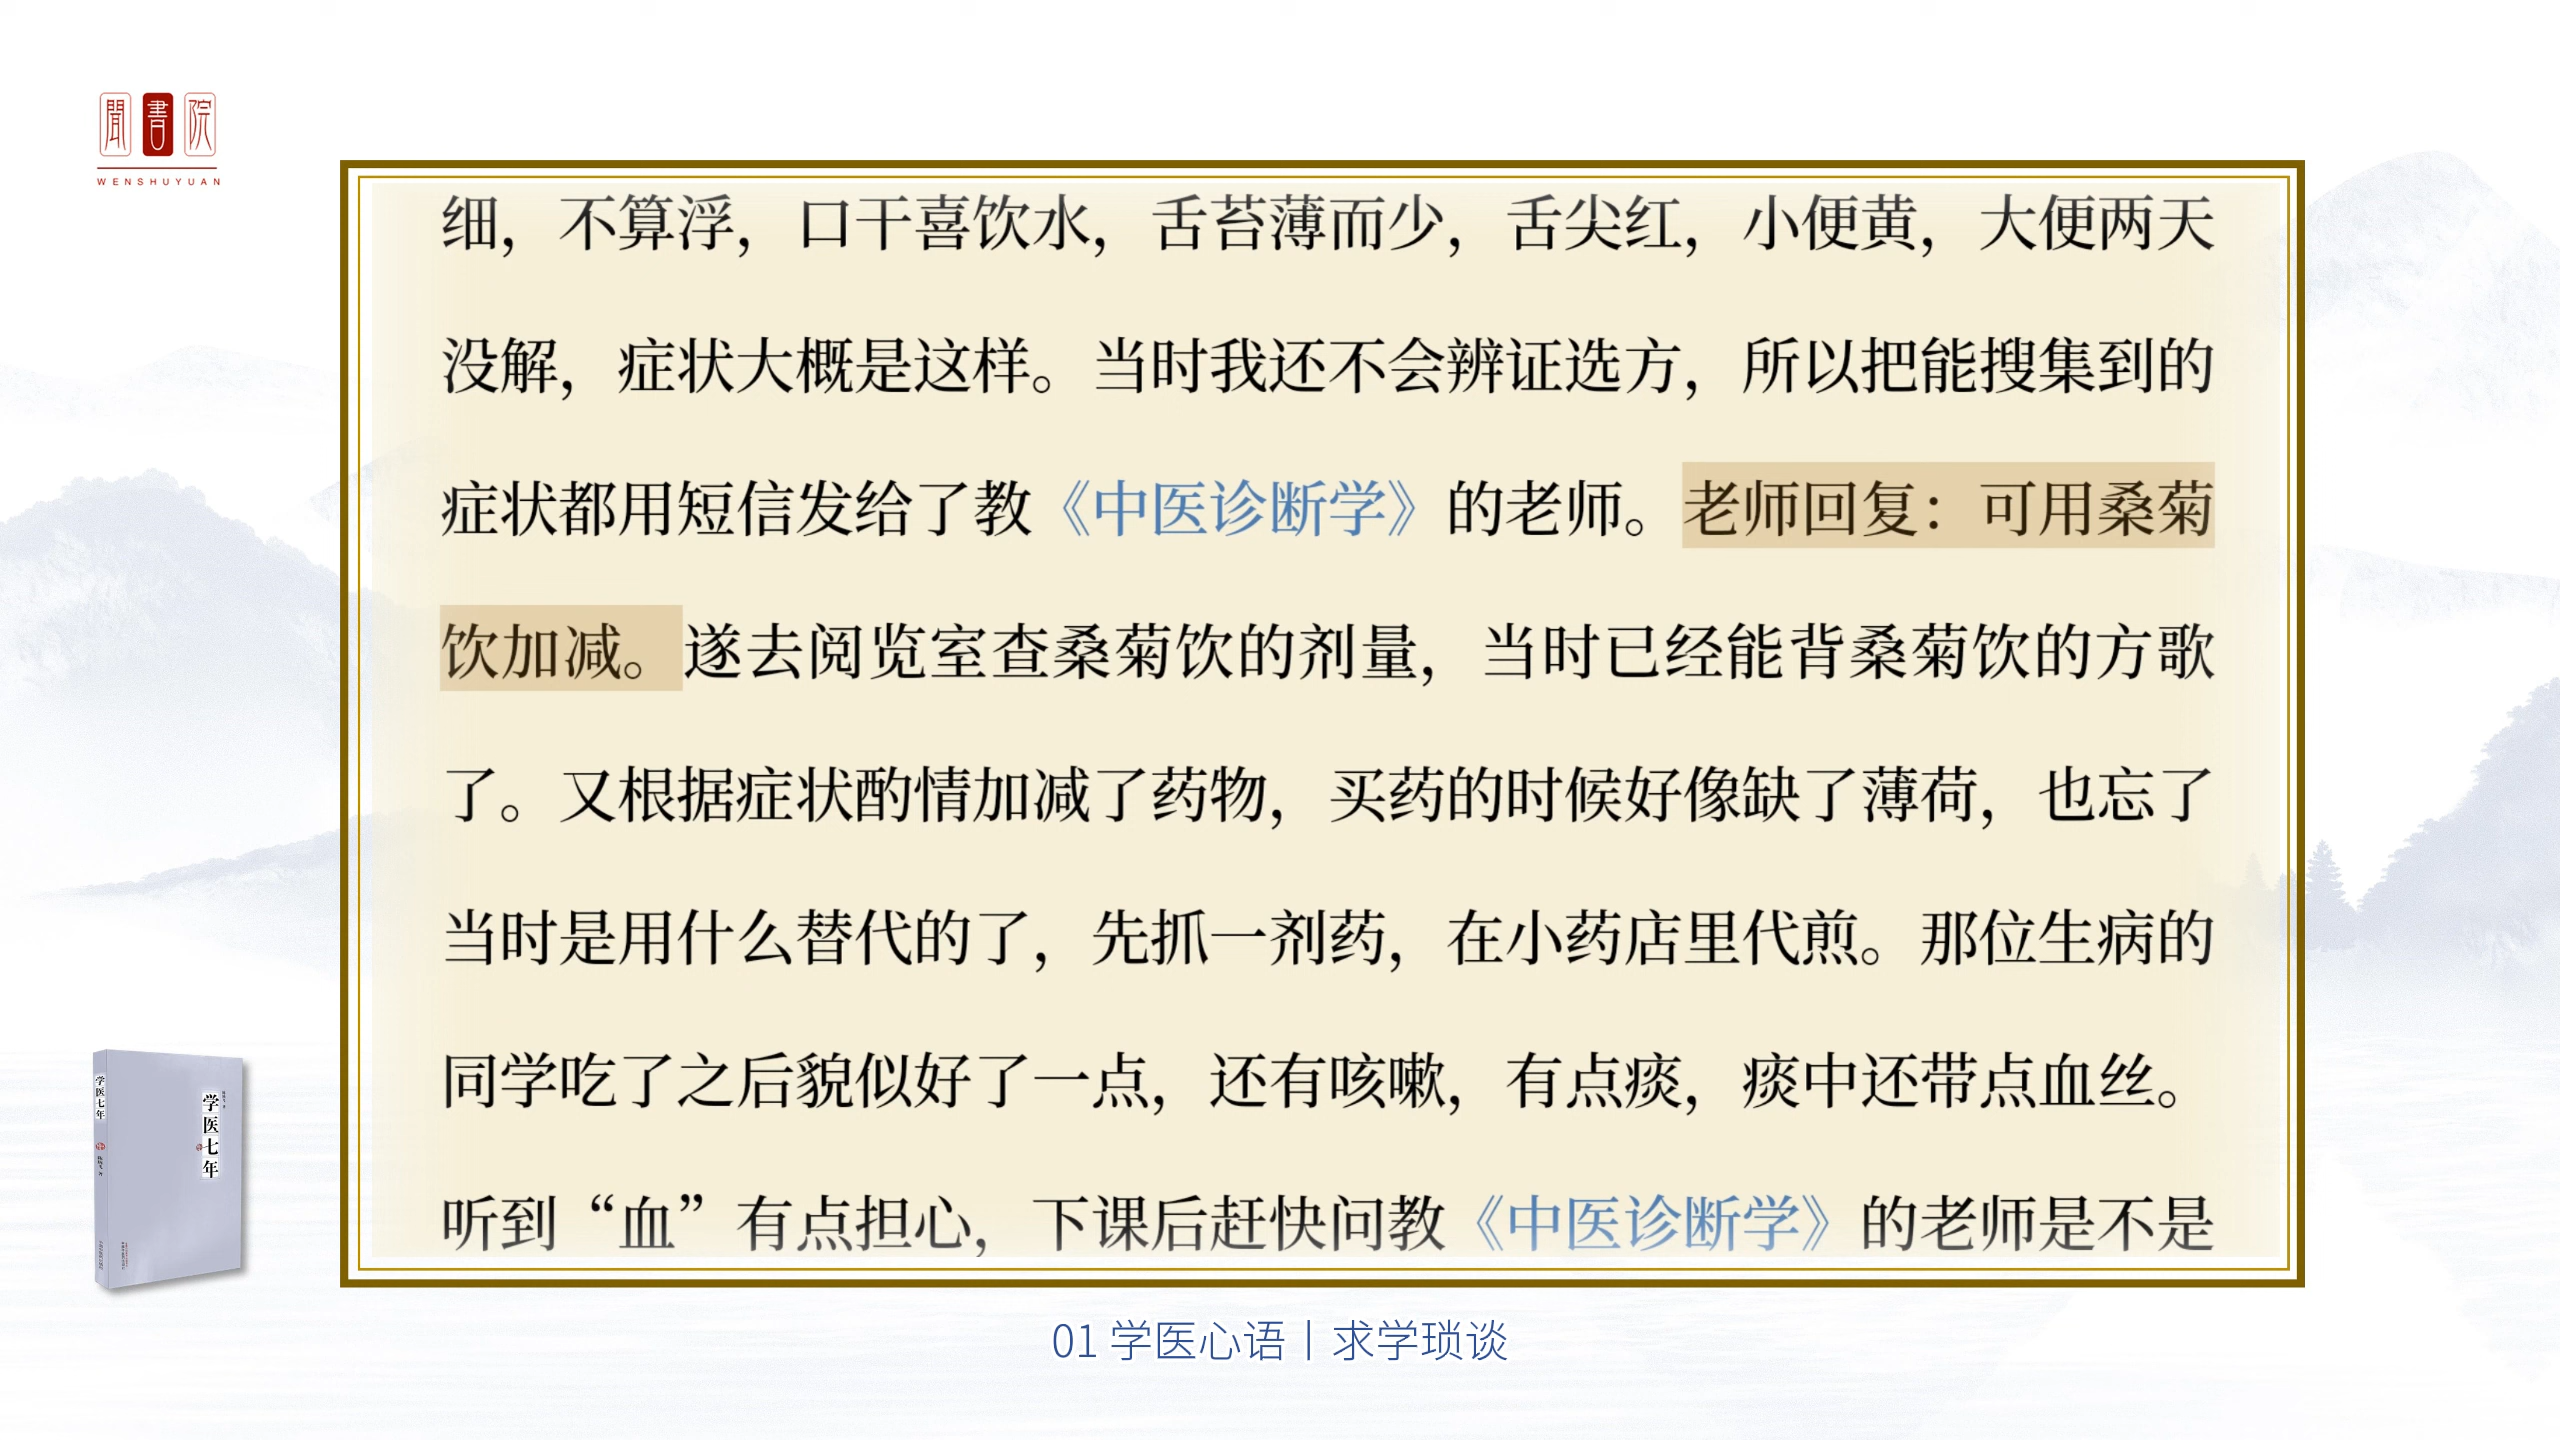 聞書院
WENSHUYUAN
细，不算浮，口干喜饮水，舌苔薄而少，舌尖红，小便黄，大便两天
没解，症状大概是这样。当时我还不会辨证选方，所以把能搜集到的
症状都用短信发给了教《中医诊断学》的老师。老师回复：可用桑菊
饮加减。遂去阅览室查桑菊饮的剂量，当时已经能背桑菊饮的方歌
了。又根据症状酌情加减了药物，买药的时候好像缺了薄荷，也忘了
当时是用什么替代的了，先抓一剂药，在小药店里代煎。那位生病的
同学吃了之后貌似好了一点，还有咳嗽，有点痰，痰中还带点血丝。
听到“血”有点担心，下课后赶快问教《中医诊断学》的老师是不是
学医七年
学医七年
01 学医心语丨求学琐谈